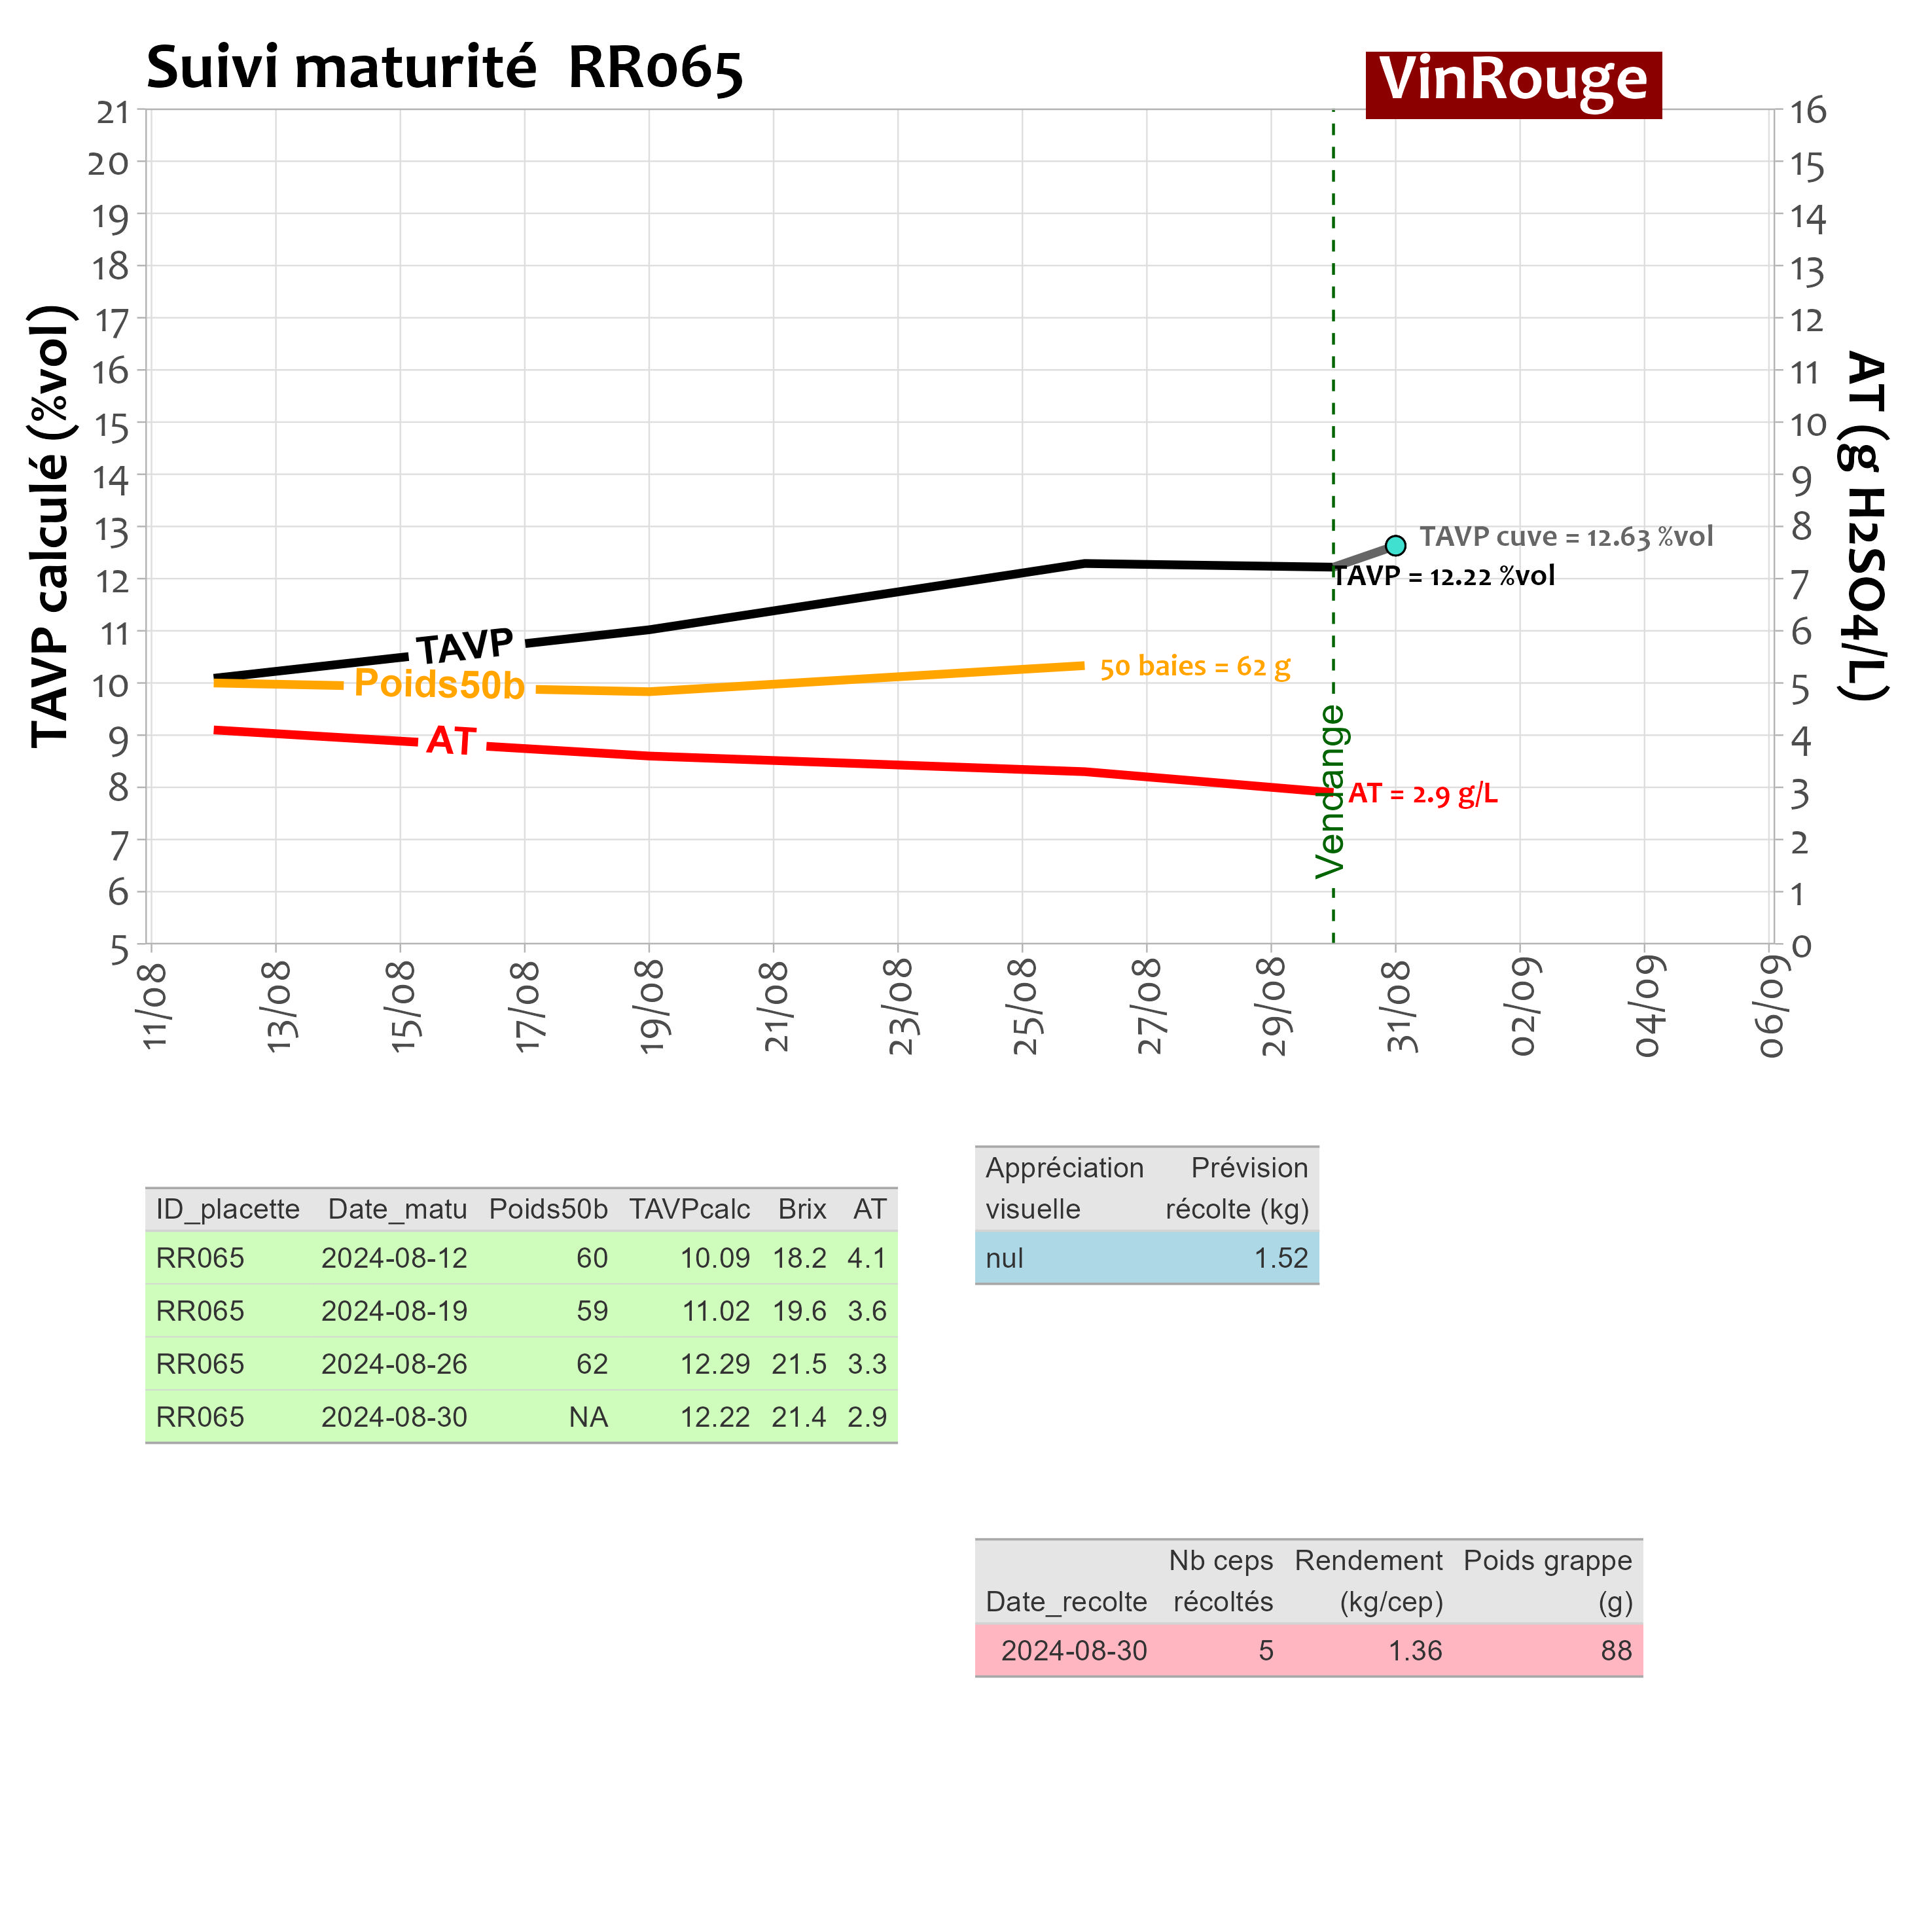 Suivi maturité RR065
VinRouge
TAVP calculé (%vol)
21
20
19
18
17
16
15
14
13
12
11
10
9
8
7
6
5
16
15
14
13
12
11
10
9
8
7
6
5
4
3
2
1
0
AT (g H2SO4/L)
TAVP cuve = 12.63 %vol
TAVP = 12.22 %vol
TAVP
Poids50b
50 baies = 62 g
AT
AT = 2.9 g/L
Vendange
11/08
13/08
15/08
17/08
19/08
21/08
23/08
25/08
27/08
29/08
31/08
02/09
04/09
06/09
Appréciation Prévision
visuelle récolte (kg)
nul 1.52
ID_placette Date_matu Poids50b TAVPcalc Brix AT
RR065 2024-08-12 60 10.09 18.2 4.1
RR065 2024-08-19 59 11.02 19.6 3.6
RR065 2024-08-26 62 12.29 21.5 3.3
RR065 2024-08-30 NA 12.22 21.4 2.9
Nb ceps Rendement Poids grappe
Date_recolte récoltés (kg/cep) (g)
2024-08-30 5 1.36 88